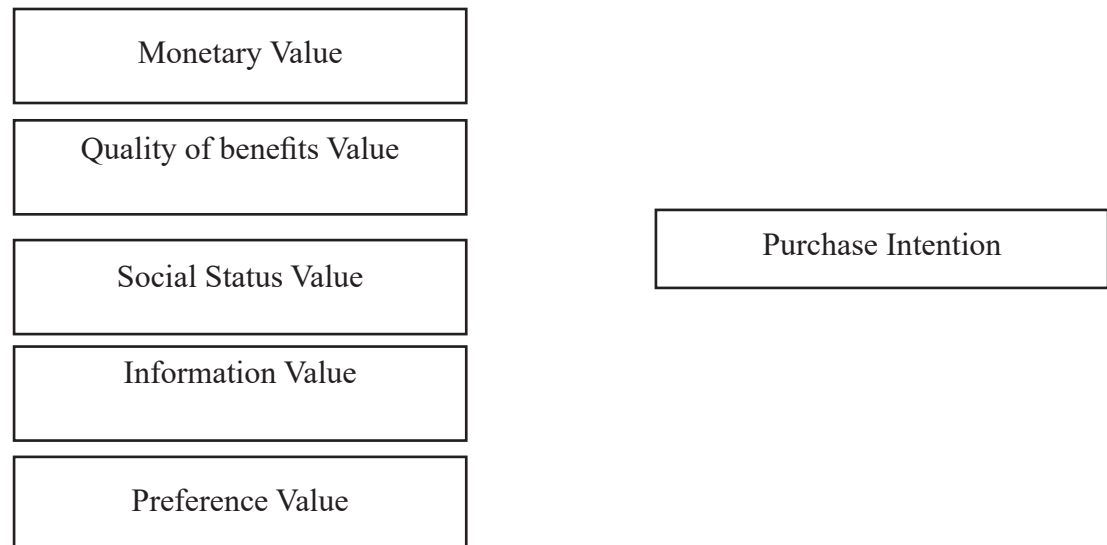 Monetary Value
Quality of benefits Value
Social Status Value
Information Value
Preference Value
Purchase Intention